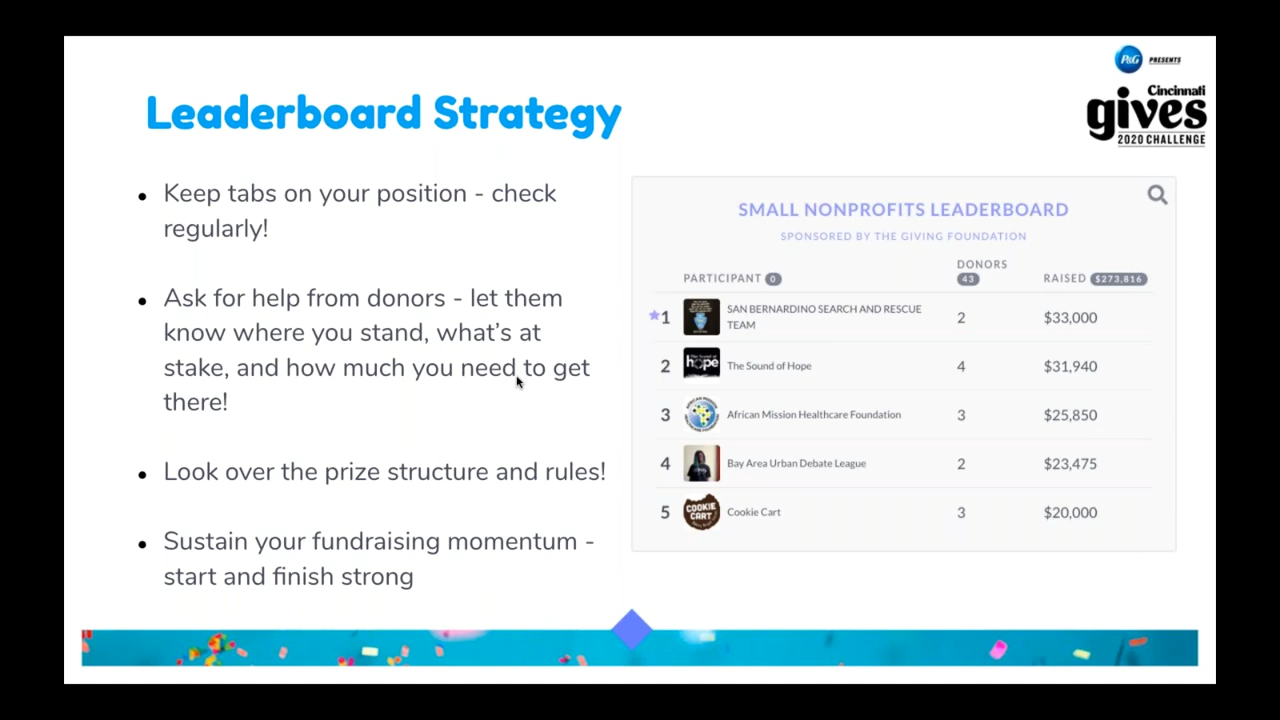 P&G PRESENTS
Cincinnati
gives
2020 CHALLENGE
Leaderboard Strategy
• Keep tabs on your position - check
regularly!
• Ask for help from donors - let them
know where you stand, what's at
stake, and how much you need to get
there!
• Look over the prize structure and rules!
• Sustain your fundraising momentum -
start and finish strong
SMALL NONPROFITS LEADERBOARD
SPONSORED BY THE GIVING FOUNDATION
PARTICIPANT 0 DONORS 43 RAISED $273,816
1 SAN BERNARDINO SEARCH AND RESCUE
TEAM 2 $33,000
2 hope The Sound of Hope 4 $31,940
3 African Mission Healthcare Foundation 3 $25,850
4 Bay Area Urban Debate League 2 $23,475
5 COOKIE CART Cookie Cart 3 $20,000